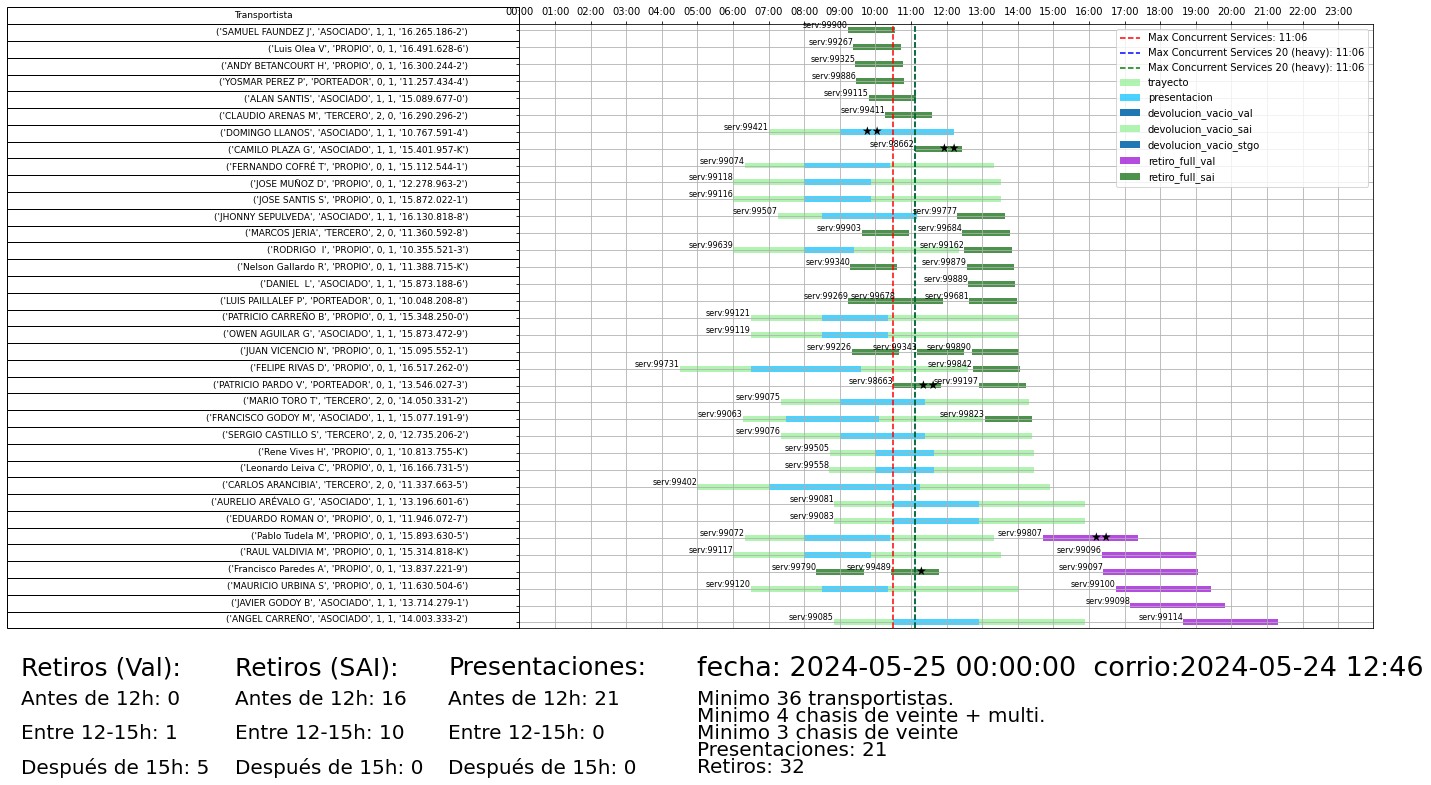 Transportista
00:00 01:00 02:00 03:00 04:00 05:00 06:00 07:00 08:00 09:00 10:00 11:00 12:00 13:00 14:00 15:00 16:00 17:00 18:00 19:00 20:00 21:00 22:00 23:00
('SAMUEL FAUNDEZ J', 'ASOCIADO', 1, 1, '16.265.186-2') serv:99900
('Luis Olea V', 'PROPIO', 0, 1, '16.491.628-6') serv:99267
('ANDY BETANCOURT H', 'PROPIO', 0, 1, '16.300.244-2') serv:99325
('YOSMAR PEREZ P', 'PORTEADOR', 0, 1, '11.257.434-4') serv:99886
('ALAN SANTIS', 'ASOCIADO', 1, 1, '15.089.677-0') serv:99115
('CLAUDIO ARENAS M', 'TERCERO', 2, 0, '16.290.296-2') serv:99411
('DOMINGO LLANOS', 'ASOCIADO', 1, 1, '10.767.591-4') serv:99421
('CAMILO PLAZA G', 'ASOCIADO', 1, 1, '15.401.957-K') serv:98662
('FERNANDO COFRÉ T', 'PROPIO', 0, 1, '15.112.544-1') serv:99074
('JOSE MUÑOZ D', 'PROPIO', 0, 1, '12.278.963-2') serv:99118
('JOSE SANTIS S', 'PROPIO', 0, 1, '15.872.022-1') serv:99116
('JHONNY SEPULVEDA', 'ASOCIADO', 1, 1, '16.130.818-8') serv:99507 serv:99777
('MARCOS JERIA', 'TERCERO', 2, 0, '11.360.592-8') serv:99903 serv:99684
('RODRIGO  I', 'PROPIO', 0, 1, '10.355.521-3') serv:99639 serv:99162
('Nelson Gallardo R', 'PROPIO', 0, 1, '11.388.715-K') serv:99340 serv:99879
('DANIEL  L', 'ASOCIADO', 1, 1, '15.873.188-6') serv:99889
('LUIS PAILLALEF P', 'PORTEADOR', 0, 1, '10.048.208-8') serv:99269 serv:99678 serv:99681
('PATRICIO CARREÑO B', 'PROPIO', 0, 1, '15.348.250-0') serv:99121
('OWEN AGUILAR G', 'ASOCIADO', 1, 1, '15.873.472-9') serv:99119
('JUAN VICENCIO N', 'PROPIO', 0, 1, '15.095.552-1') serv:99226 serv:99343 serv:99890
('FELIPE RIVAS D', 'PROPIO', 0, 1, '16.517.262-0') serv:99731 serv:99842
('PATRICIO PARDO V', 'PORTEADOR', 0, 1, '13.546.027-3') serv:98663 serv:99197
('MARIO TORO T', 'TERCERO', 2, 0, '14.050.331-2') serv:99075
('FRANCISCO GODOY M', 'ASOCIADO', 1, 1, '15.077.191-9') serv:99063 serv:99823
('SERGIO CASTILLO S', 'TERCERO', 2, 0, '12.735.206-2') serv:99076
('Rene Vives H', 'PROPIO', 0, 1, '10.813.755-K') serv:99505
('Leonardo Leiva C', 'PROPIO', 0, 1, '16.166.731-5') serv:99558
('CARLOS ARANCIBIA', 'TERCERO', 2, 0, '11.337.663-5') serv:99402
('AURELIO ARÉVALO G', 'ASOCIADO', 1, 1, '13.196.601-6') serv:99081
('EDUARDO ROMAN O', 'PROPIO', 0, 1, '11.946.072-7') serv:99083
('Pablo Tudela M', 'PROPIO', 0, 1, '15.893.630-5') serv:99072 serv:99807
('RAUL VALDIVIA M', 'PROPIO', 0, 1, '15.314.818-K') serv:99117 serv:99096
('Francisco Paredes A', 'PROPIO', 0, 1, '13.837.221-9') serv:99790 serv:99489 serv:99097
('MAURICIO URBINA S', 'PROPIO', 0, 1, '11.630.504-6') serv:99120 serv:99100
('JAVIER GODOY B', 'ASOCIADO', 1, 1, '13.714.279-1') serv:99098
('ANGEL CARREÑO', 'ASOCIADO', 1, 1, '14.003.333-2') serv:99085 serv:99114
Max Concurrent Services: 11:06
Max Concurrent Services 20 (heavy): 11:06
Max Concurrent Services 20 (heavy): 11:06
trayecto
presentacion
devolucion_vacio_val
devolucion_vacio_sai
devolucion_vacio_stgo
retiro_full_val
retiro_full_sai
Retiros (Val):
Antes de 12h: 0
Entre 12-15h: 1
Después de 15h: 5
Retiros (SAI):
Antes de 12h: 16
Entre 12-15h: 10
Después de 15h: 0
Presentaciones:
Antes de 12h: 21
Entre 12-15h: 0
Después de 15h: 0
fecha: 2024-05-25 00:00:00  corrio:2024-05-24 12:46
Minimo 36 transportistas.
Minimo 4 chasis de veinte + multi.
Minimo 3 chasis de veinte
Presentaciones: 21
Retiros: 32